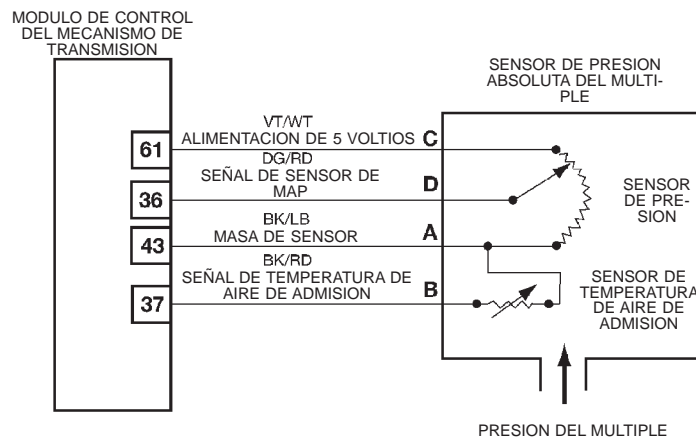 MODULO DE CONTROL
DEL MECANISMO DE
TRANSMISION
SENSOR DE PRESION
ABSOLUTA DEL MULTI-
PLE
VT/WT
61
ALIMENTACION DE 5 VOLTIOS
C
DG/RD
36
SEÑAL DE SENSOR DE
MAP
D
SENSOR
DE PRE-
SION
BK/LB
43
MASA DE SENSOR
A
BK/RD
37
SEÑAL DE TEMPERATURA DE
AIRE DE ADMISION
B
SENSOR DE
TEMPERATURA
DE AIRE DE
ADMISION
PRESION DEL MULTIPLE